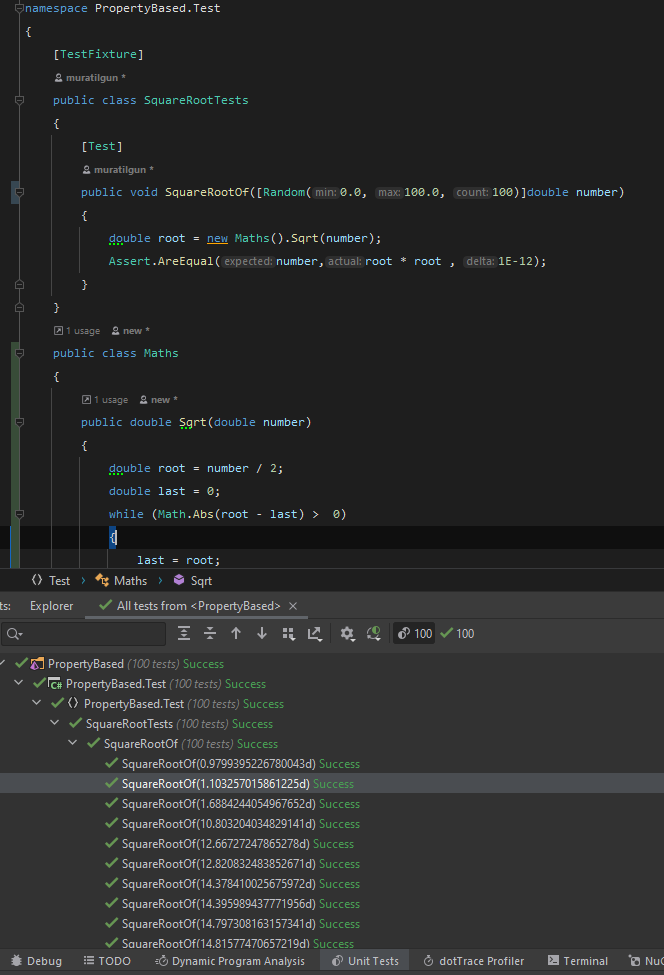 namespace PropertyBased.Test
{
[TestFixture]
muratilgun *
public class SquareRootTests
{
[Test]
muratilgun *
public void SquareRootOf([Random( min: 0.0, max: 100.0, count: 100)]double number)
{
double root = new Maths().Sqrt(number);
Assert.AreEqual( expected: number, actual: root * root , delta: 1E-12);
}
}
1 usage new *
public class Maths
{
1 usage new *
public double Sqrt(double number)
{
double root = number / 2;
double last = 0;
while (Math.Abs(root - last) > 0)
{
last = root;
Test Maths Sqrt
ts: Explorer All tests from <PropertyBased> ×
100 100
PropertyBased (100 tests) Success
C# PropertyBased.Test (100 tests) Success
PropertyBased.Test (100 tests) Success
SquareRootTests (100 tests) Success
SquareRootOf (100 tests) Success
SquareRootOf(0.9799395226780043d) Success
SquareRootOf(1.103257015861225d) Success
SquareRootOf(1.6884244054967652d) Success
SquareRootOf(10.803204034829141d) Success
SquareRootOf(12.66727247865278d) Success
SquareRootOf(12.820832483852671d) Success
SquareRootOf(14.378410025675972d) Success
SquareRootOf(14.395989437771956d) Success
SquareRootOf(14.797308163157341d) Success
SquareRootOf(14.81577470657219d) Success
Debug TODO Dynamic Program Analysis Unit Tests dotTrace Profiler Terminal NuG